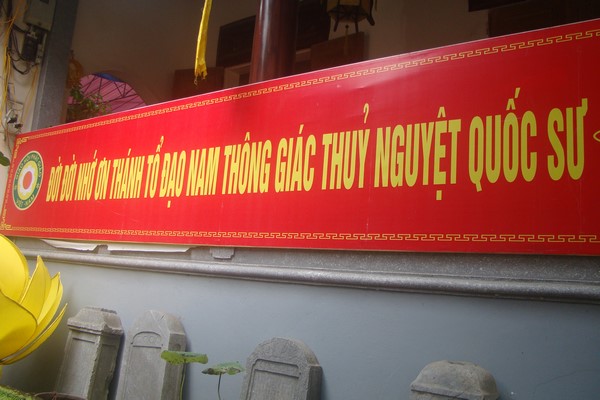 ĐỜI ĐỜI NHỚ ƠN THÁNH TỔ ĐẠO NAM THÔNG GIÁC THUỶ NGUYỆT QUỐC SƯ